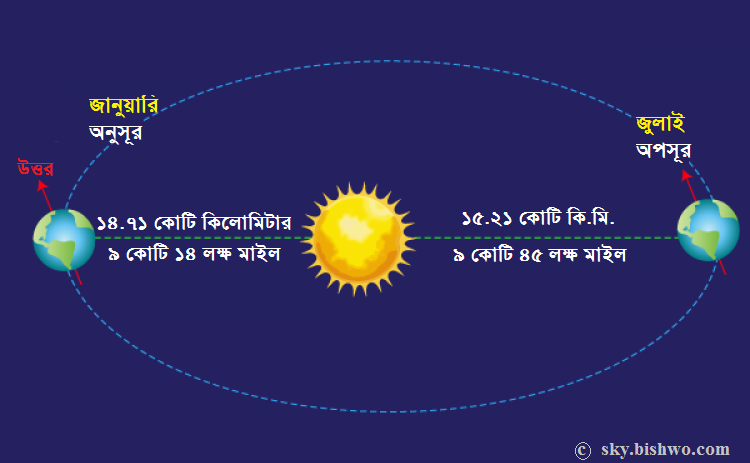 জানুয়ারি
অনুসূর
উত্তর
১৪.৭১ কোটি কিলোমিটার
৯ কোটি ১৪ লক্ষ মাইল
জুলাই
অপসূর
১৫.২১ কোটি কি.মি.
৯ কোটি ৪৫ লক্ষ মাইল
© sky.bishwo.com